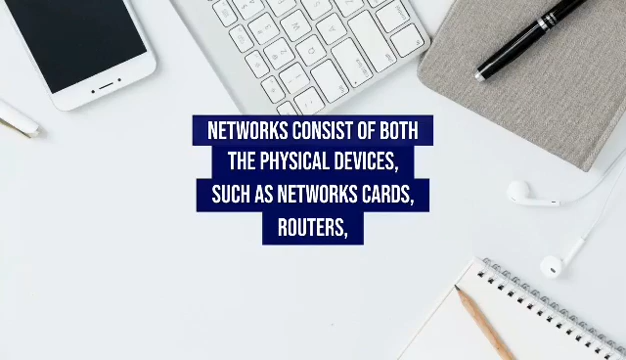 NETWORKS CONSIST OF BOTH
THE PHYSICAL DEVICES,
SUCH AS NETWORKS CARDS,
ROUTERS,